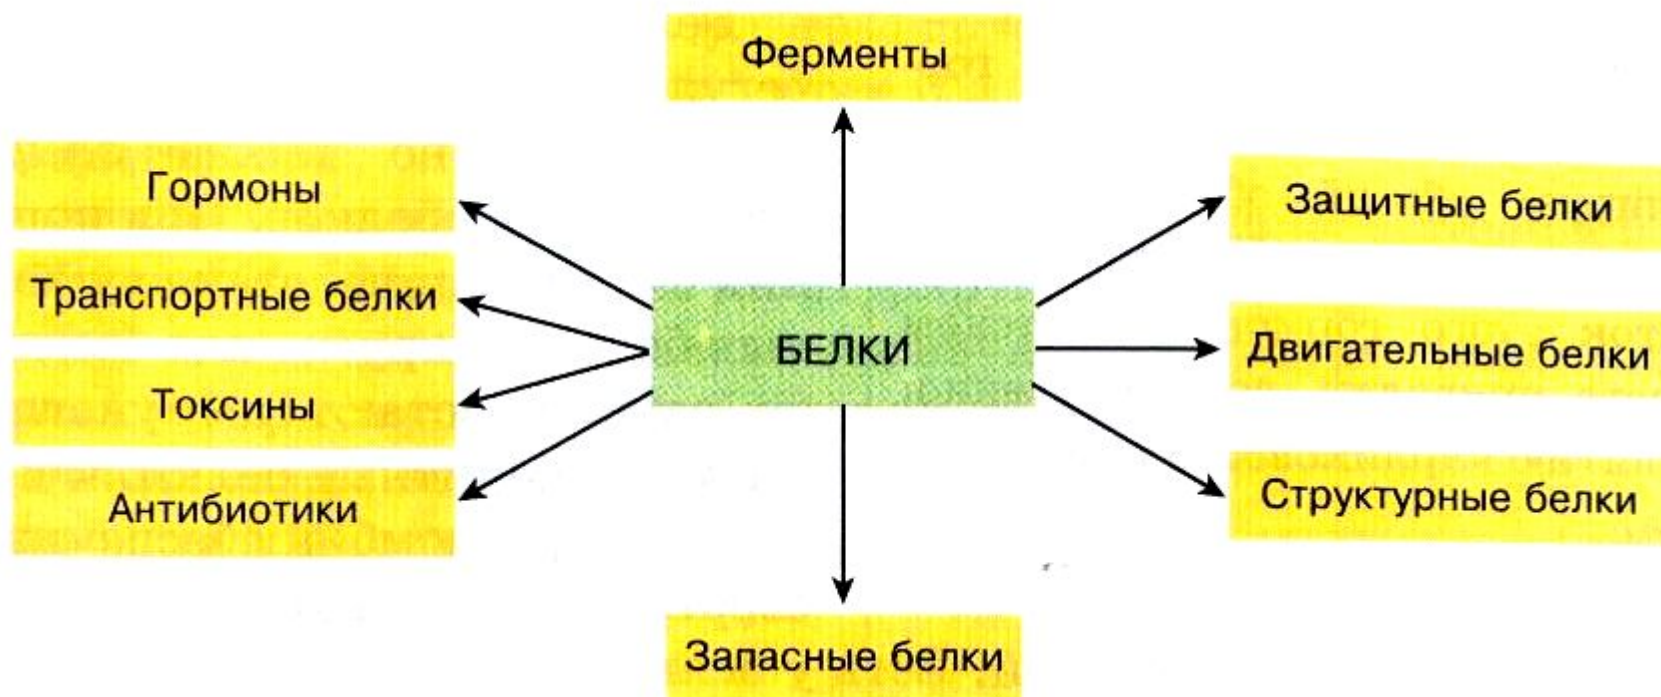 Ферменты
Гормоны
Транспортные белки
Токсины
Антибиотики
БЕЛКИ
Защитные белки
Двигательные белки
Структурные белки
Запасные белки